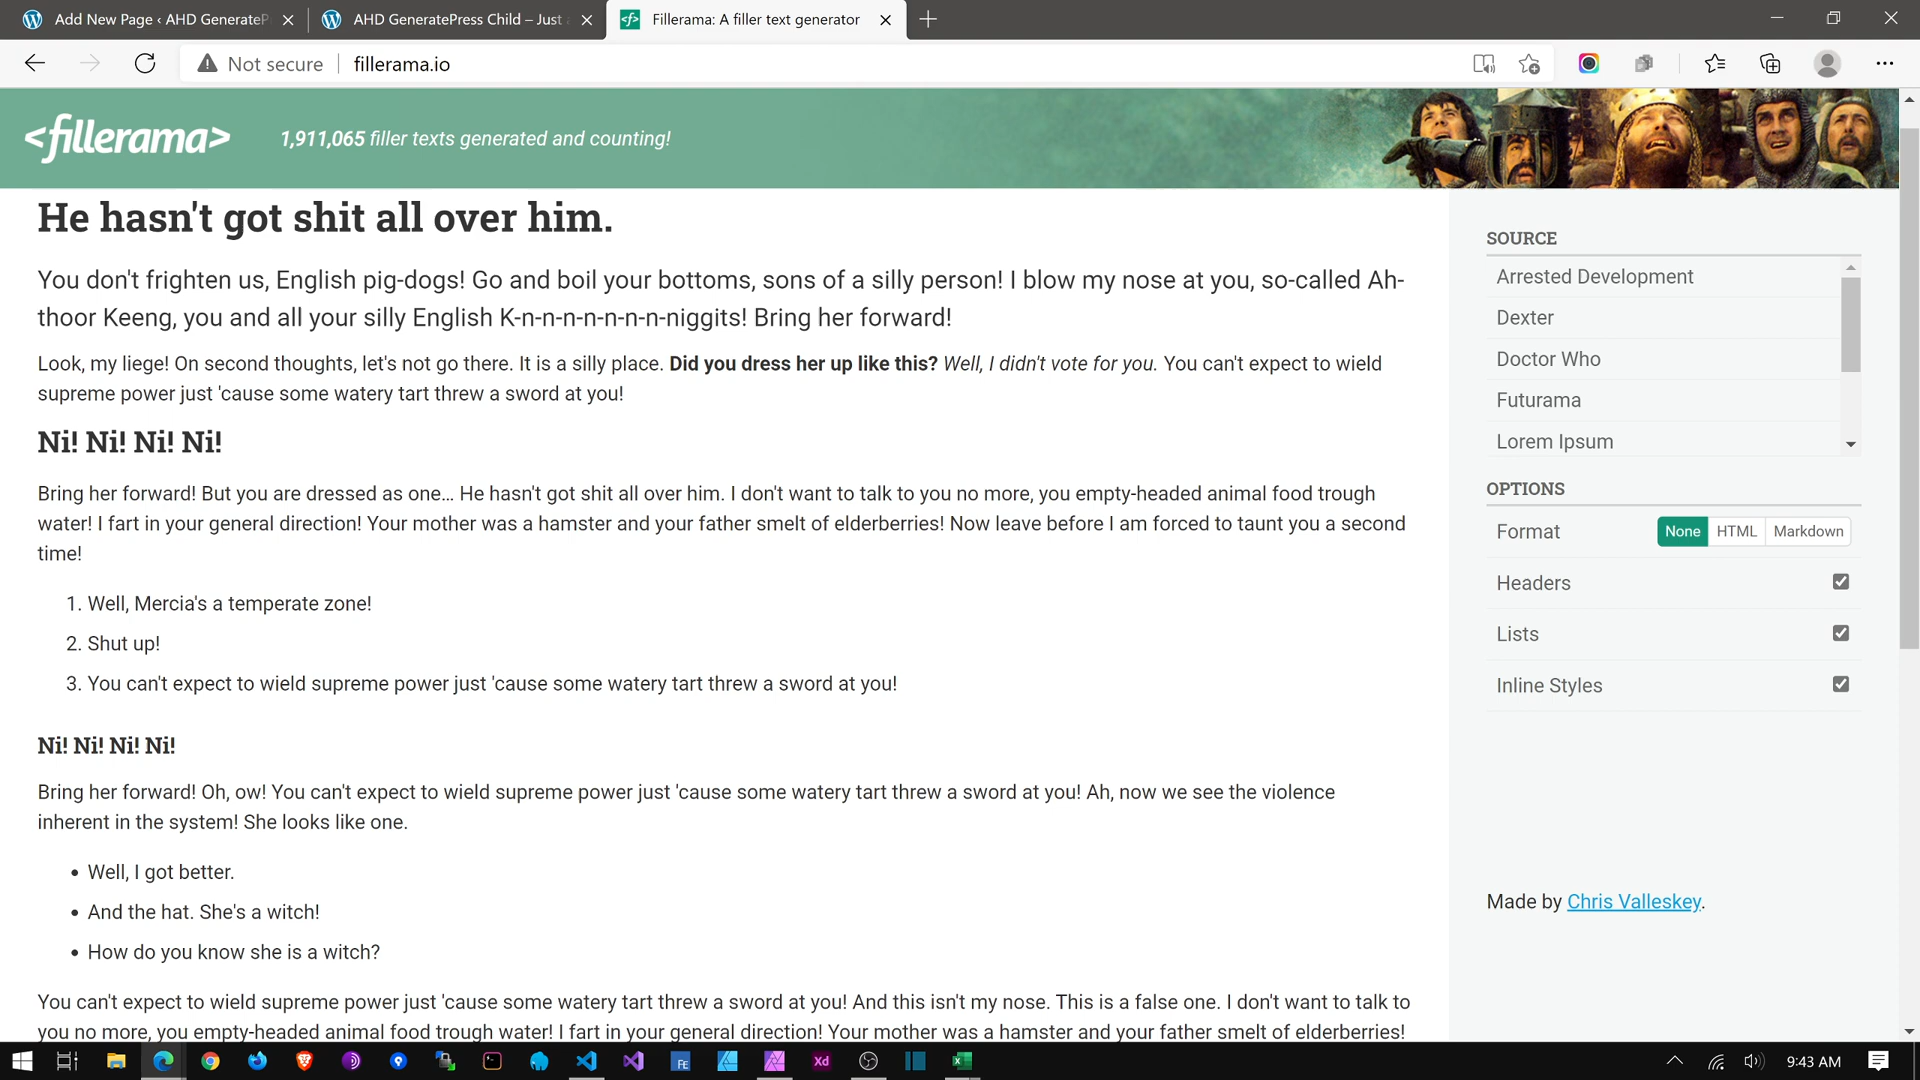 Add New Page ‹ AHD GenerateP
AHD GeneratePress Child – Just
Fillerama: A filler text generator
Not secure
fillerama.io
<fillerama>
1,911,065 filler texts generated and counting!
He hasn't got shit all over him.
You don't frighten us, English pig-dogs! Go and boil your bottoms, sons of a silly person! I blow my nose at you, so-called Ah-
thoor Keeng, you and all your silly English K-n-n-n-n-n-n-n-niggits! Bring her forward!
Look, my liege! On second thoughts, let's not go there. It is a silly place. Did you dress her up like this? Well, I didn't vote for you. You can't expect to wield
supreme power just 'cause some watery tart threw a sword at you!
Ni! Ni! Ni! Ni!
Bring her forward! But you are dressed as one… He hasn't got shit all over him. I don't want to talk to you no more, you empty-headed animal food trough
water! I fart in your general direction! Your mother was a hamster and your father smelt of elderberries! Now leave before I am forced to taunt you a second
time!
1. Well, Mercia's a temperate zone!
2. Shut up!
3. You can't expect to wield supreme power just 'cause some watery tart threw a sword at you!
Ni! Ni! Ni! Ni!
Bring her forward! Oh, ow! You can't expect to wield supreme power just 'cause some watery tart threw a sword at you! Ah, now we see the violence
inherent in the system! She looks like one.
• Well, I got better.
• And the hat. She's a witch!
• How do you know she is a witch?
You can't expect to wield supreme power just 'cause some watery tart threw a sword at you! And this isn't my nose. This is a false one. I don't want to talk to
you no more, you empty-headed animal food trough water! I fart in your general direction! Your mother was a hamster and your father smelt of elderberries!
SOURCE
Arrested Development
Dexter
Doctor Who
Futurama
Lorem Ipsum
OPTIONS
Format None HTML Markdown
Headers
Lists
Inline Styles
Made by Chris Valleskey.
FE
Xd
9:43 AM